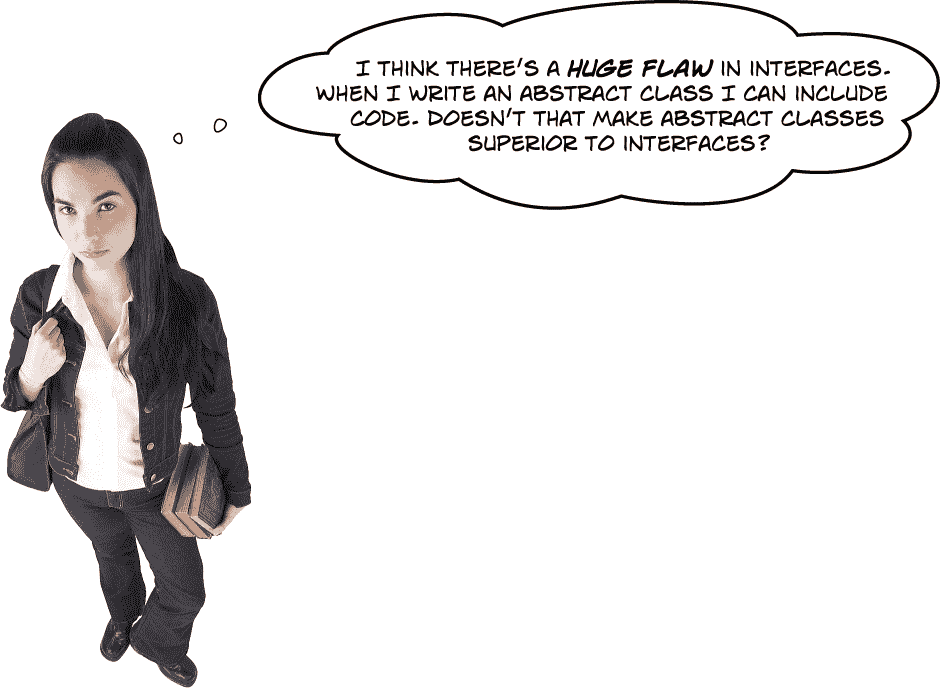 I THINK THERE'S A HUGE FLAW IN INTERFACES.
WHEN I WRITE AN ABSTRACT CLASS I CAN INCLUDE
CODE. DOESN'T THAT MAKE ABSTRACT CLASSES
SUPERIOR TO INTERFACES?